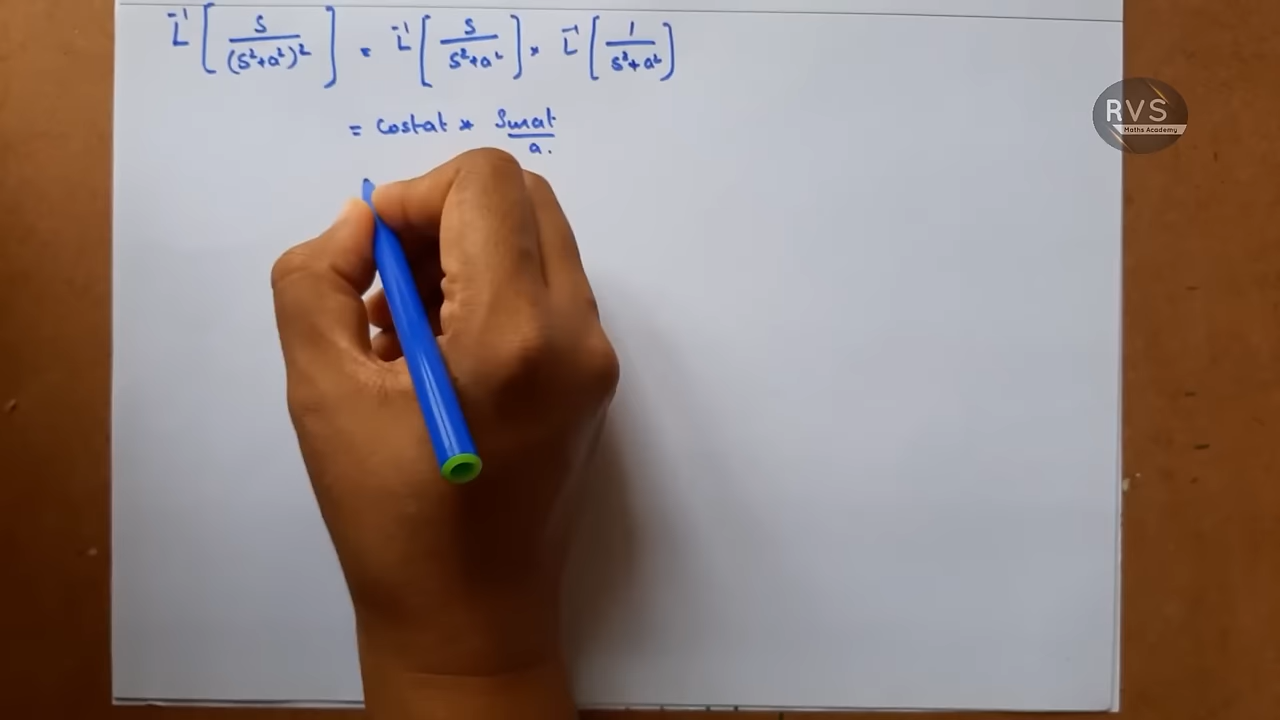 L⁻¹[s/(s²+a²)²] = L⁻¹[s/s²+a²] * L⁻¹[1/s²+a²]
= Cosat * Sinat/a.
RVS
Maths Academy